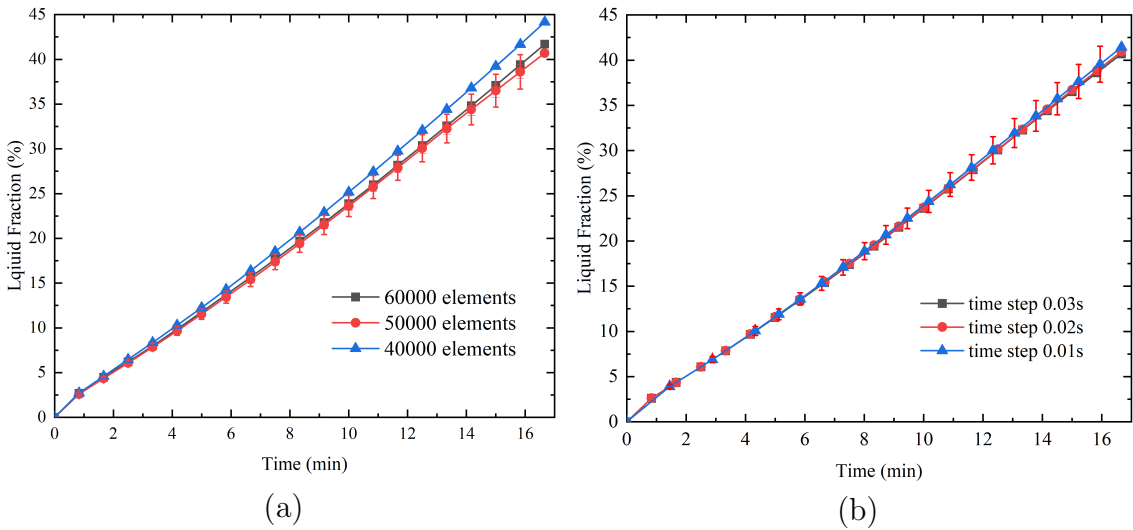 45
40
35
30
25
20
15
10
5
0
Lqiuid Fraction (%)
60000 elements
50000 elements
40000 elements
0 2 4 6 8 10 12 14 16
Time (min)
(a)
45
40
35
30
25
20
15
10
5
0
Liquid Fraction (%)
time step 0.03s
time step 0.02s
time step 0.01s
0 2 4 6 8 10 12 14 16
Time (min)
(b)